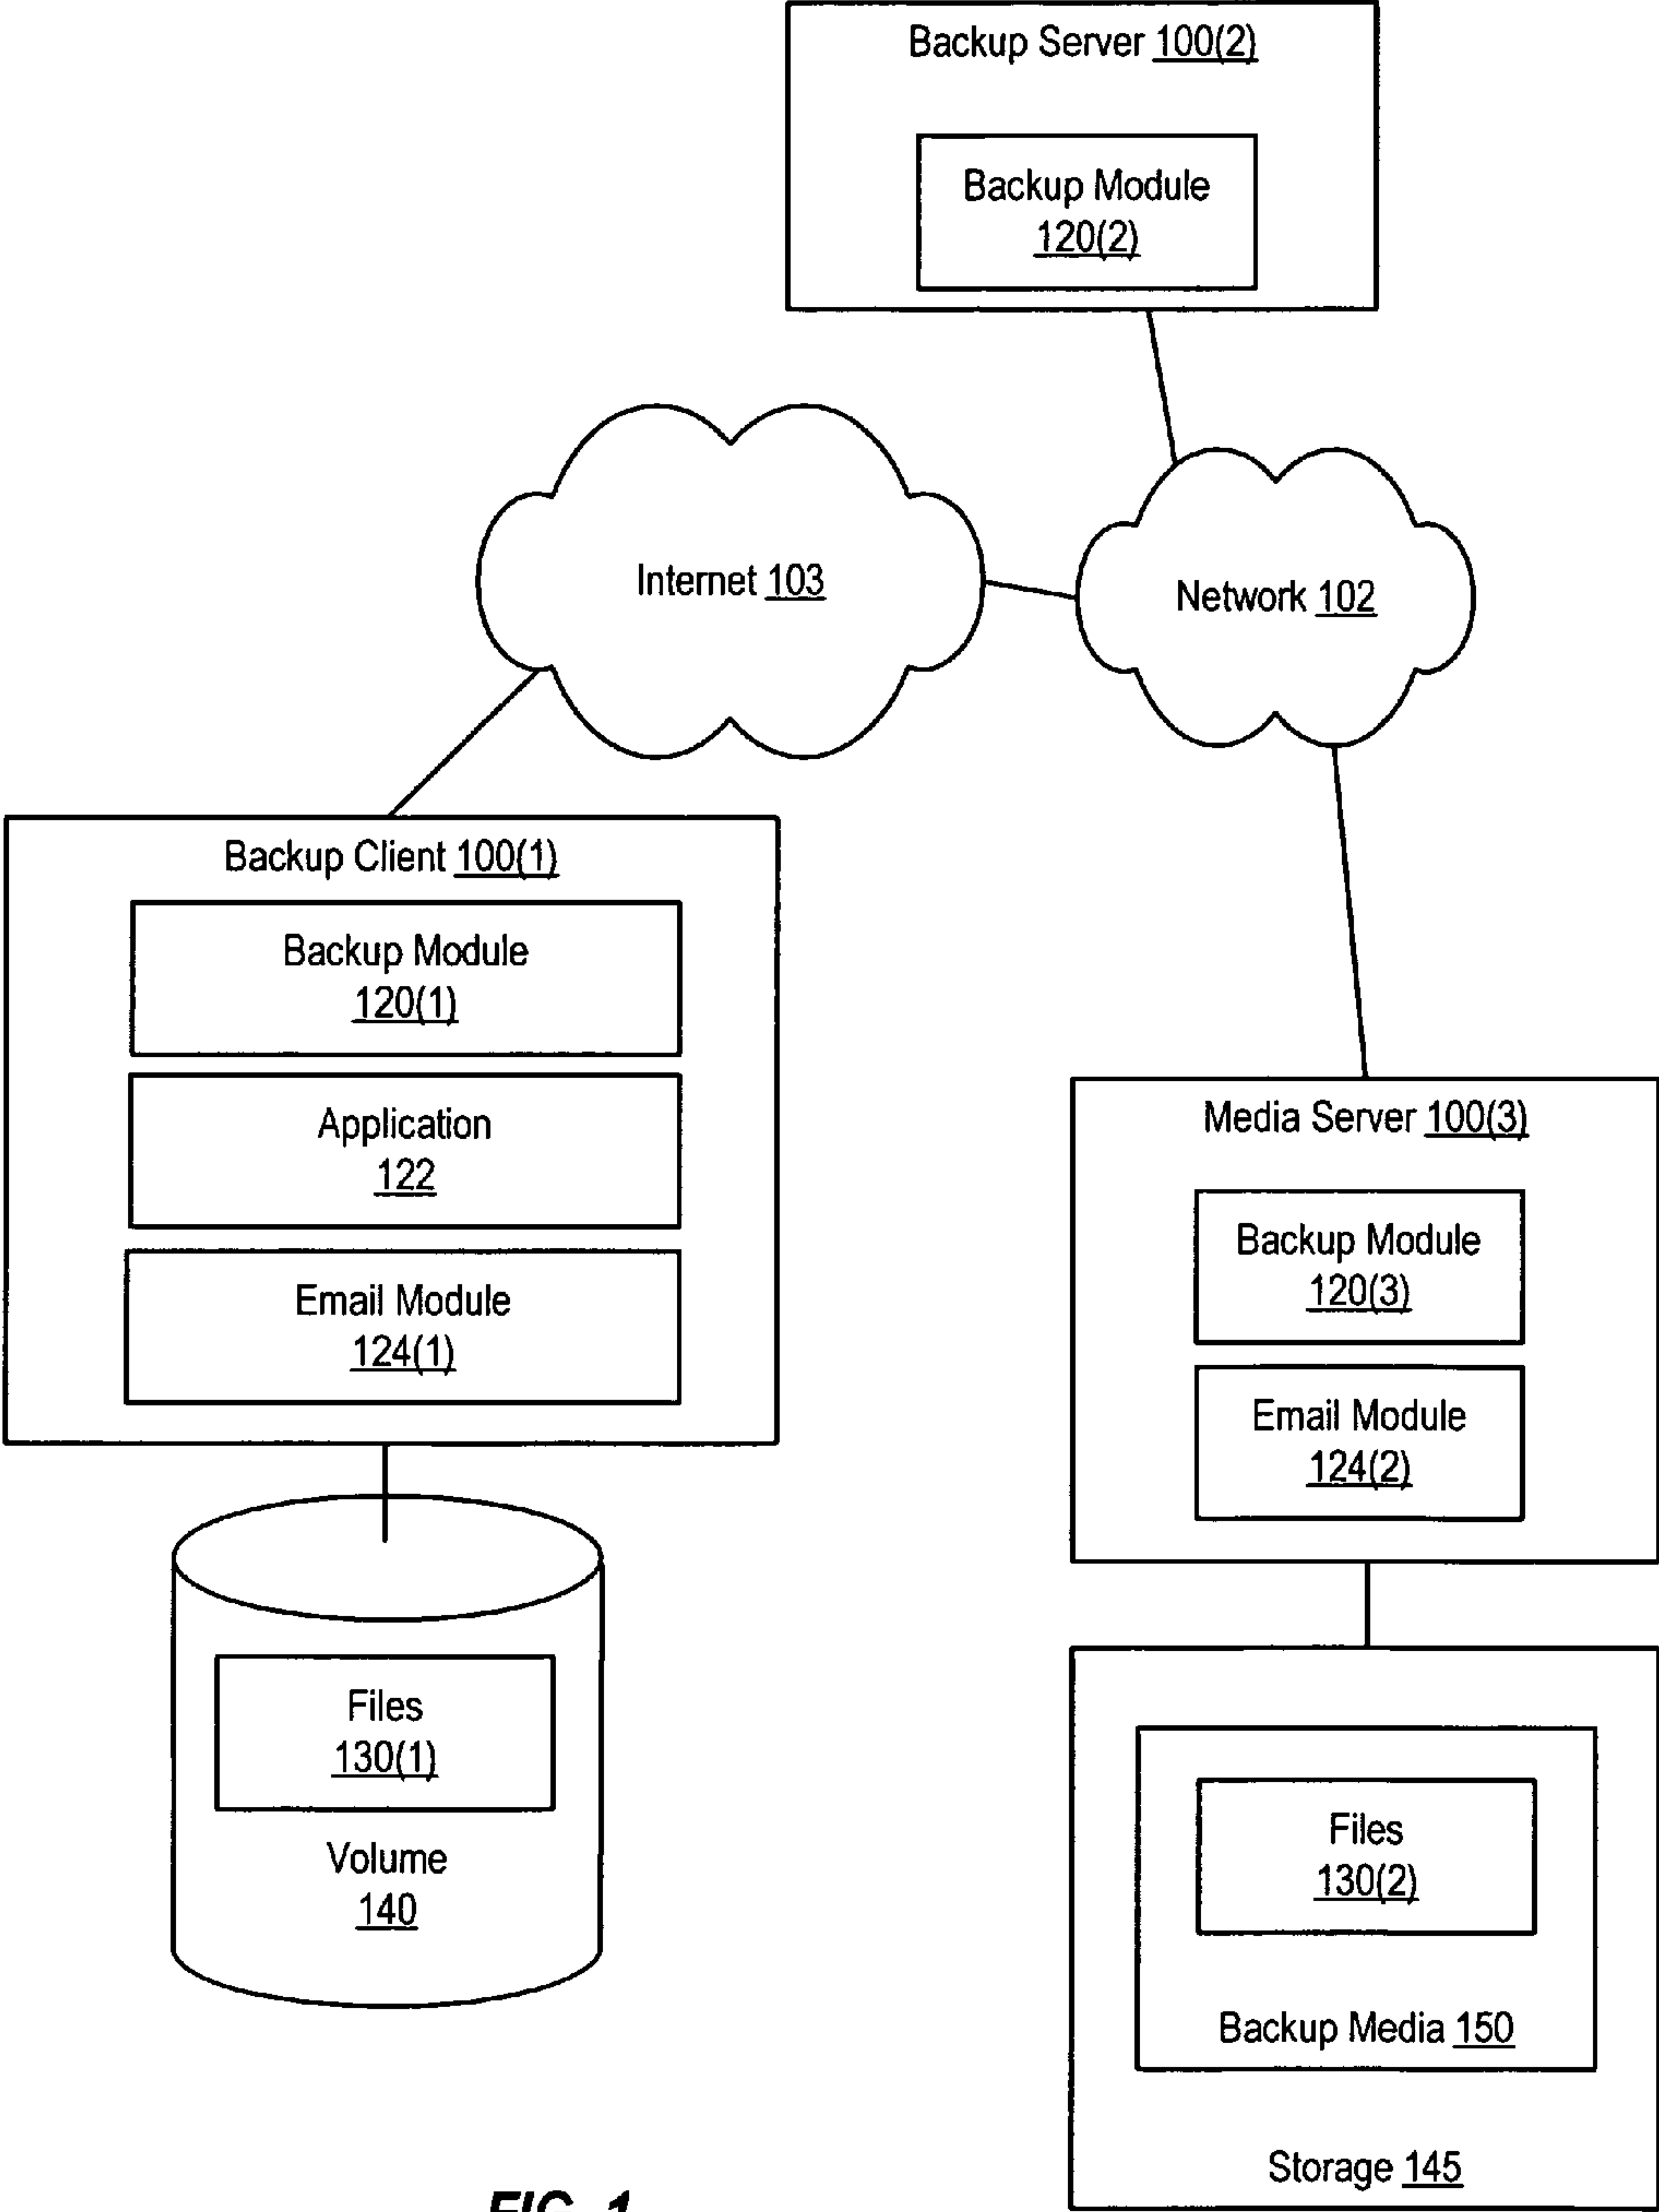 Backup Server 100(2)
Backup Module
120(2)
Internet 103
Network 102
Backup Client 100(1)
Backup Module
120(1)
Application
122
Email Module
124(1)
Media Server 100(3)
Backup Module
120(3)
Email Module
124(2)
Files
130(1)
Volume
140
Files
130(2)
Backup Media 150
Storage 145
FIG. 1